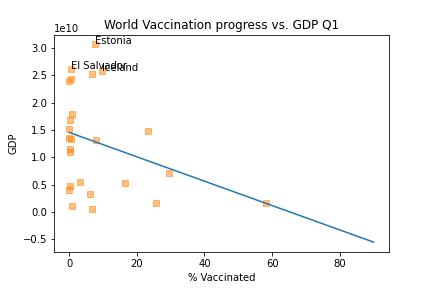 World Vaccination progress vs. GDP Q1
1e10
3.0
2.5
2.0
1.5
1.0
0.5
0.0
−0.5
GDP
Estonia
El Salvador
Iceland
0 20 40 60 80
% Vaccinated